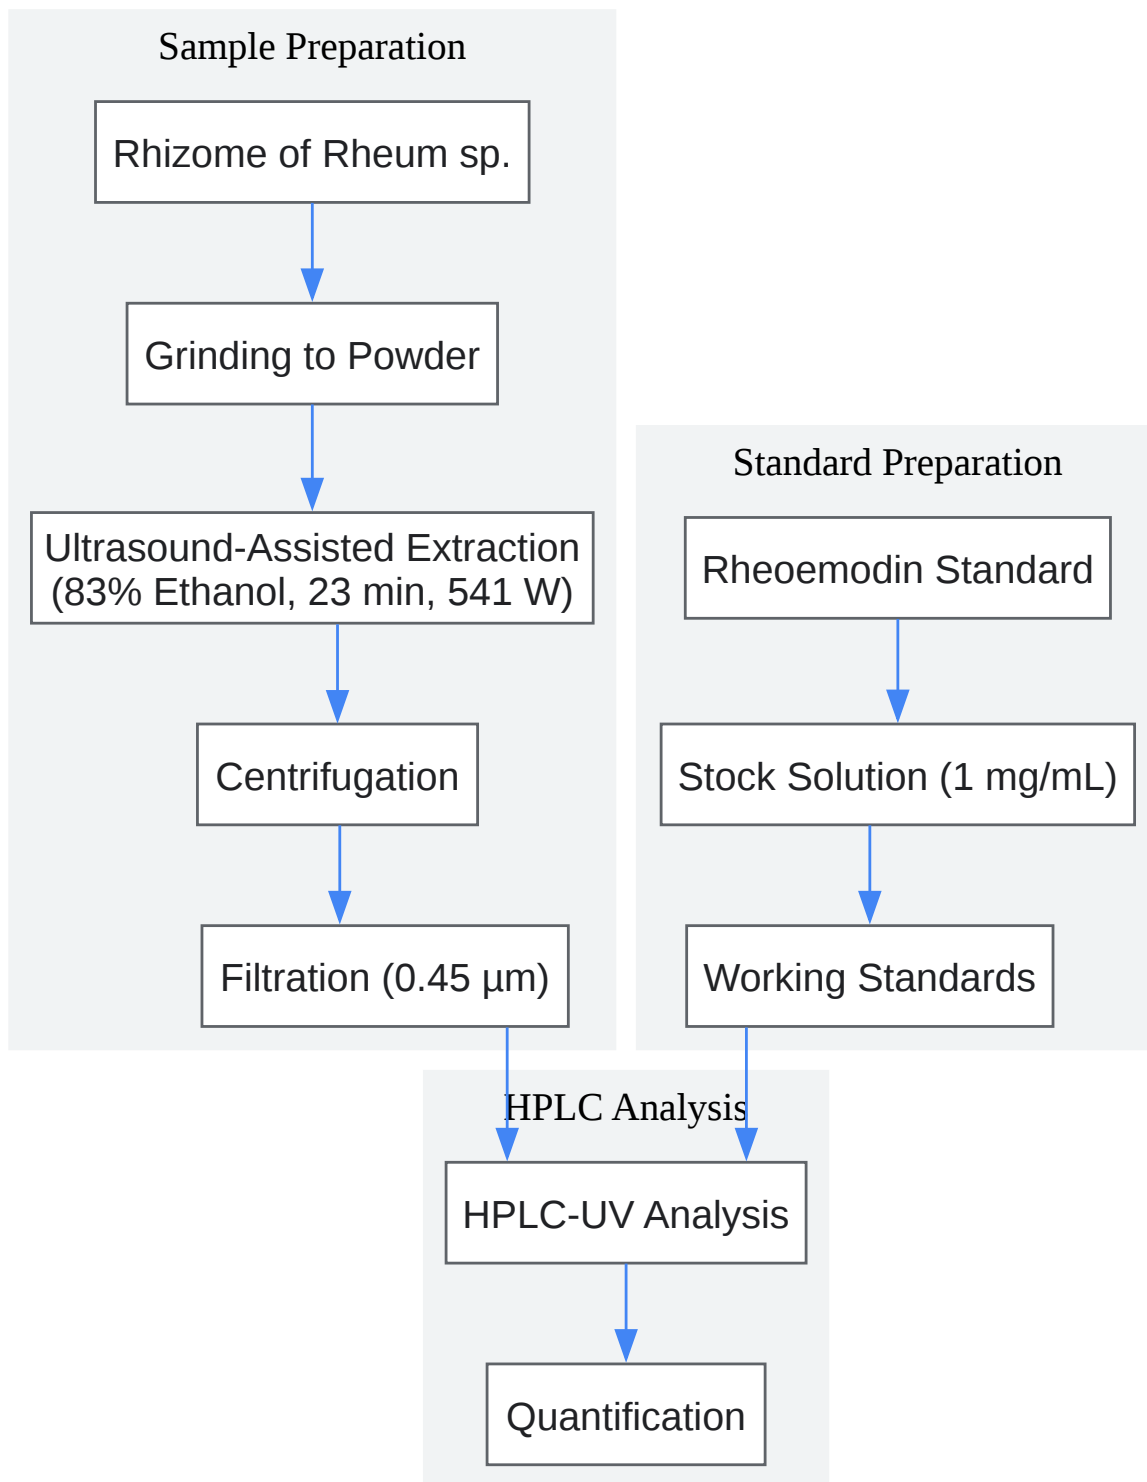 Sample Preparation
Rhizome of Rheum sp.
Grinding to Powder
Ultrasound-Assisted Extraction
(83% Ethanol, 23 min, 541 W)
Centrifugation
Filtration (0.45 µm)
Standard Preparation
Rheoemodin Standard
Stock Solution (1 mg/mL)
Working Standards
HPLC Analysis
HPLC-UV Analysis
Quantification